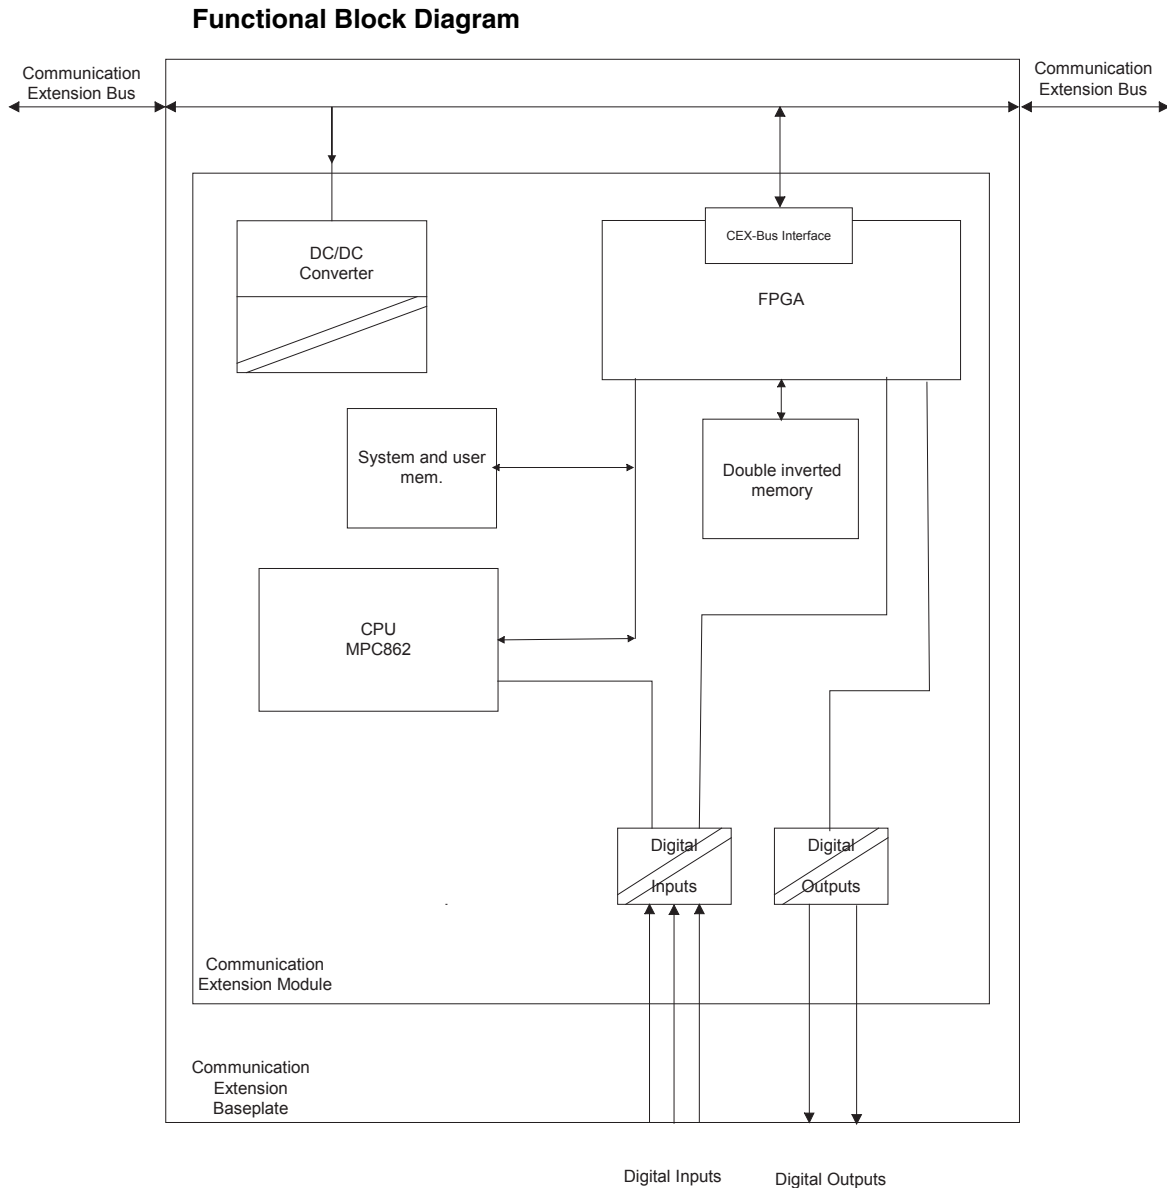 Functional Block Diagram
Communication
Extension Bus
Communication
Extension Bus
CEX-Bus Interface
DC/DC
Converter
FPGA
System and user
mem.
Double inverted
memory
CPU
MPC862
Digital
Inputs
Digital
Outputs
Communication
Extension Module
Communication
Extension
Baseplate
Digital Inputs
Digital Outputs